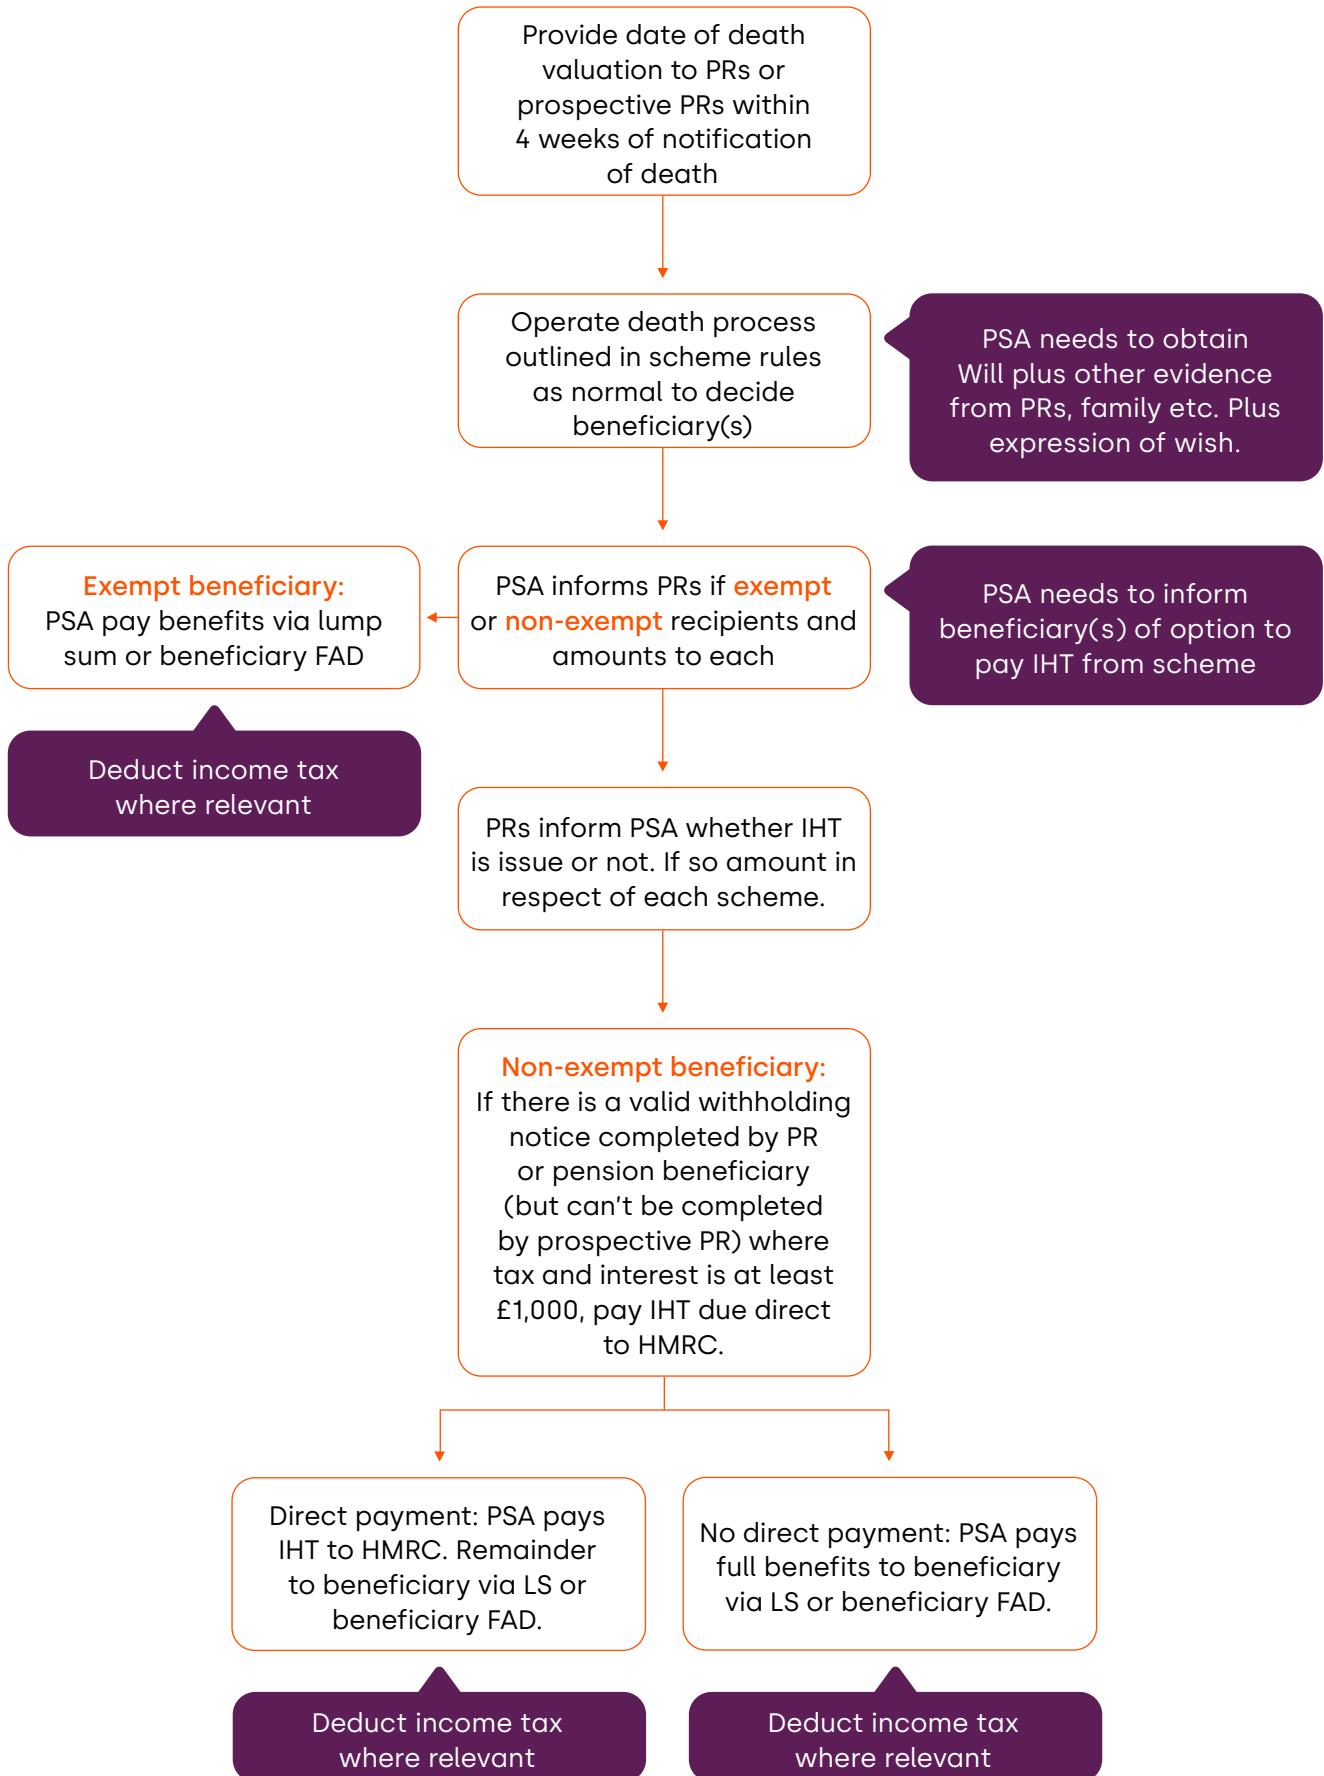 Provide date of death
valuation to PRs or
prospective PRs within
4 weeks of notification
of death
Operate death process
outlined in scheme rules
as normal to decide
beneficiary(s)
PSA needs to obtain
Will plus other evidence
from PRs, family etc. Plus
expression of wish.
Exempt beneficiary:
PSA pay benefits via lump
sum or beneficiary FAD
PSA informs PRs if exempt
or non-exempt recipients and
amounts to each
PSA needs to inform
beneficiary(s) of option to
pay IHT from scheme
Deduct income tax
where relevant
PRs inform PSA whether IHT
is issue or not. If so amount in
respect of each scheme.
Non-exempt beneficiary:
If there is a valid withholding
notice completed by PR
or pension beneficiary
(but can't be completed
by prospective PR) where
tax and interest is at least
£1,000, pay IHT due direct
to HMRC.
Direct payment: PSA pays
IHT to HMRC. Remainder
to beneficiary via LS or
beneficiary FAD.
No direct payment: PSA pays
full benefits to beneficiary
via LS or beneficiary FAD.
Deduct income tax
where relevant
Deduct income tax
where relevant